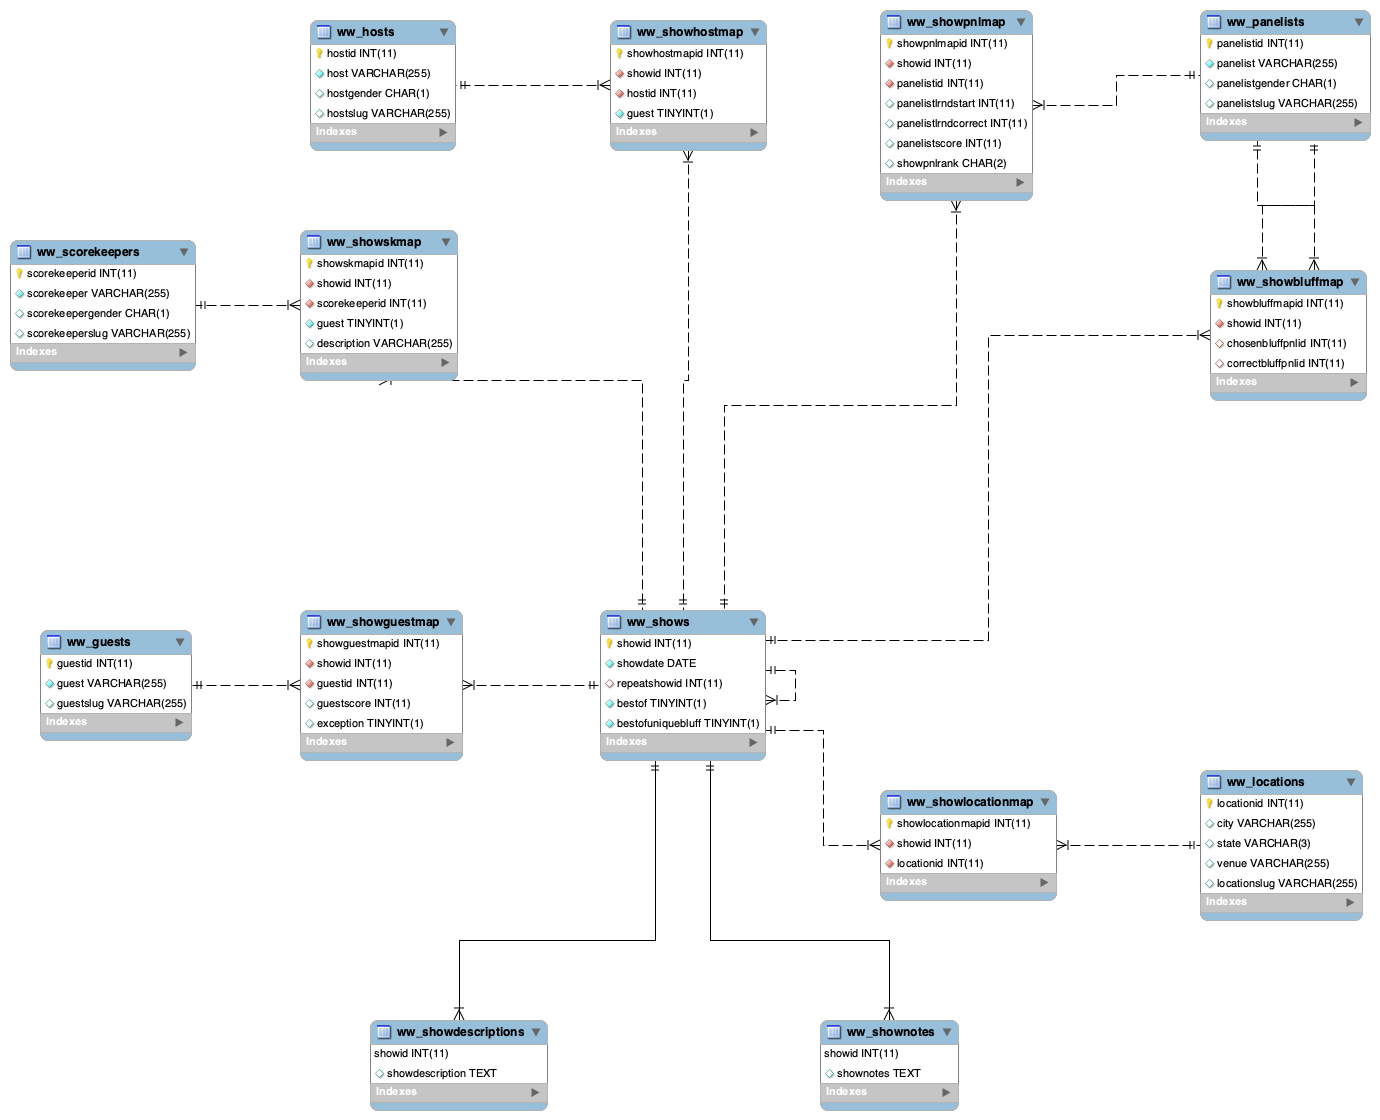 ww_hosts
hostid INT(11)
host VARCHAR(255)
hostgender CHAR(1)
hostslug VARCHAR(255)
Indexes
ww_showhostmap
showhostmapid INT(11)
showid INT(11)
hostid INT(11)
guest TINYINT(1)
Indexes
ww_showpnlmap
showpnlmapid INT(11)
showid INT(11)
panelistid INT(11)
panelistlrndstart INT(11)
panelistlrndcorrect INT(11)
panelistscore INT(11)
showpnlrank CHAR(2)
Indexes
ww_panelists
panelistid INT(11)
panelist VARCHAR(255)
panelistgender CHAR(1)
panelistslug VARCHAR(255)
Indexes
ww_scorekeepers
scorekeeperid INT(11)
scorekeeper VARCHAR(255)
scorekeepergender CHAR(1)
scorekeeperslug VARCHAR(255)
Indexes
ww_showskmap
showskmapid INT(11)
showid INT(11)
scorekeeperid INT(11)
guest TINYINT(1)
description VARCHAR(255)
Indexes
ww_showbluffmap
showbluffmapid INT(11)
showid INT(11)
chosenbluffpnlid INT(11)
correctbluffpnlid INT(11)
Indexes
ww_guests
guestid INT(11)
guest VARCHAR(255)
guestslug VARCHAR(255)
Indexes
ww_showguestmap
showguestmapid INT(11)
showid INT(11)
guestid INT(11)
guestscore INT(11)
exception TINYINT(1)
Indexes
ww_shows
showid INT(11)
showdate DATE
repeatshowid INT(11)
bestof TINYINT(1)
bestofuniquebluff TINYINT(1)
Indexes
ww_showlocationmap
showlocationmapid INT(11)
showid INT(11)
locationid INT(11)
Indexes
ww_locations
locationid INT(11)
city VARCHAR(255)
state VARCHAR(3)
venue VARCHAR(255)
locationslug VARCHAR(255)
Indexes
ww_showdescriptions
showid INT(11)
showdescription TEXT
Indexes
ww_shownotes
showid INT(11)
shownotes TEXT
Indexes